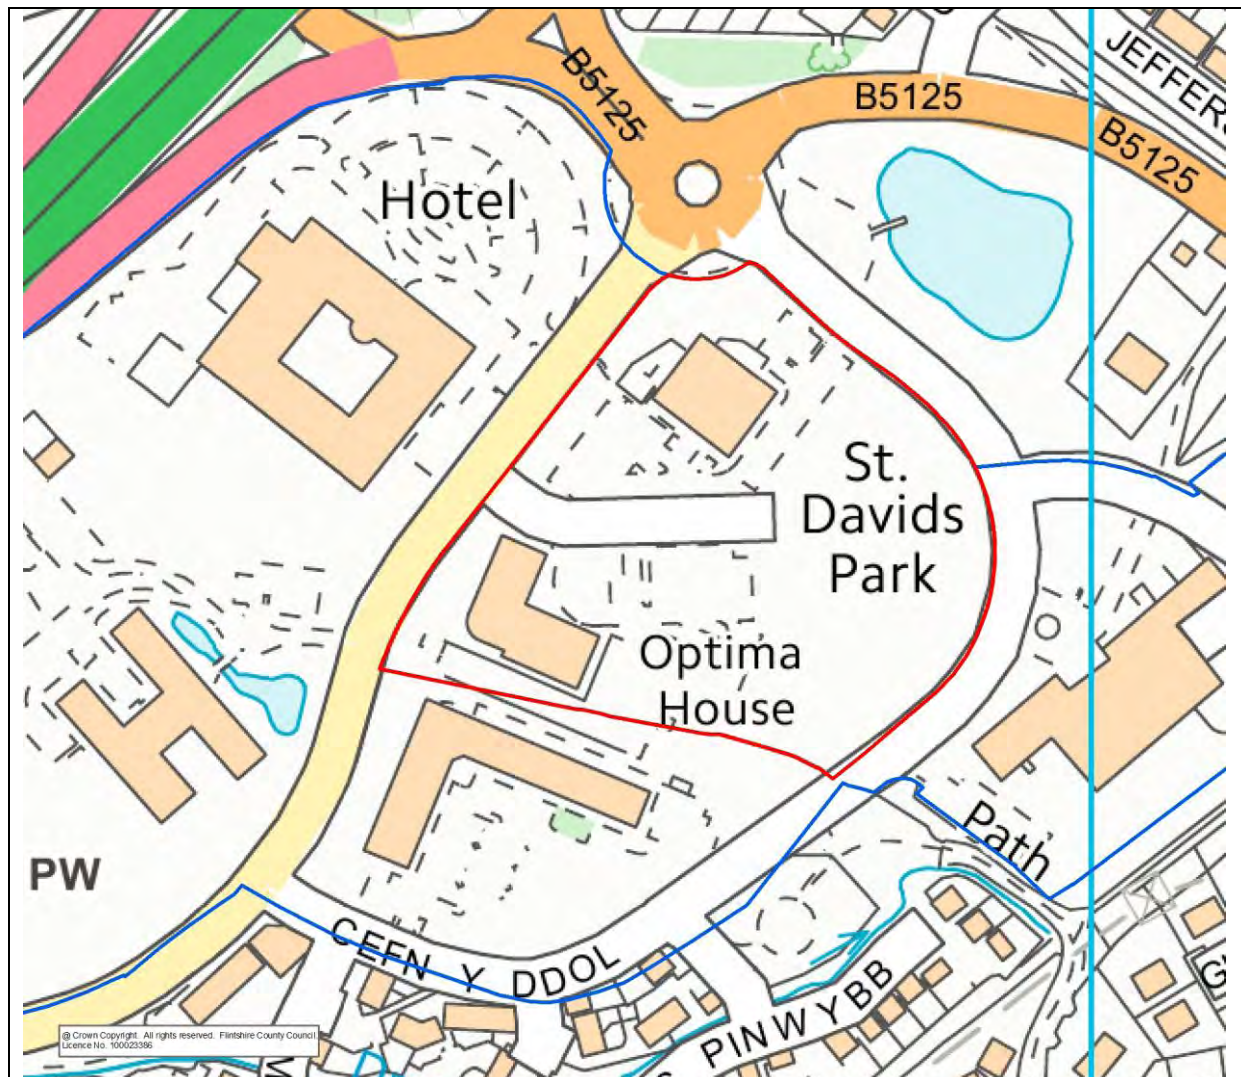 B5125
B5125
B5125
JEFFERS
Hotel
St.
Davids
Park
Optima
House
Path
PW
CEFN Y DDOL
PINWYBB
@ Crown Copyright. All rights reserved. Flintshire County Council.
Licence No. 100023386